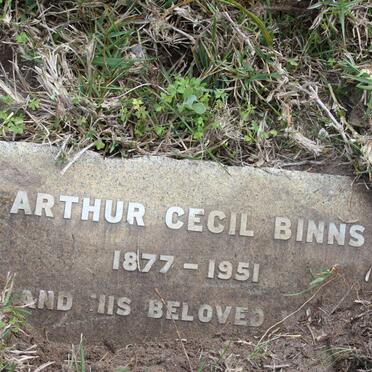 ARTHUR CECIL BINNS
1877 - 1951
AND HIS BELOVED